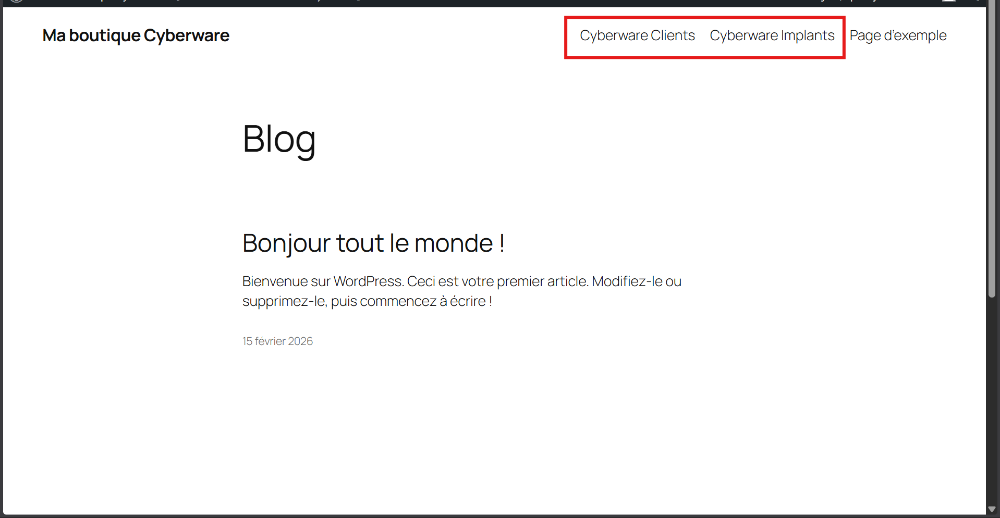 Ma boutique Cyberware
Cyberware Clients Cyberware Implants Page d’exemple
Blog
Bonjour tout le monde !
Bienvenue sur WordPress. Ceci est votre premier article. Modifiez-le ou
supprimez-le, puis commencez à écrire !
15 février 2026